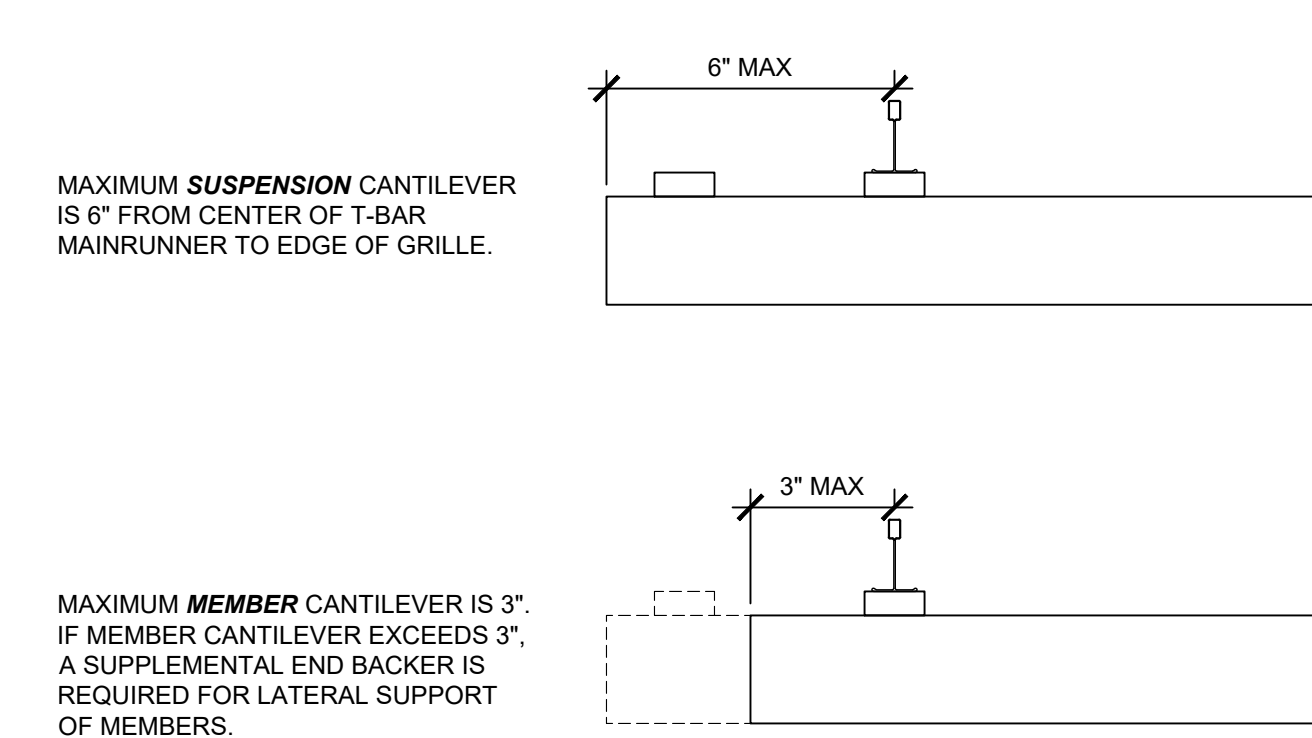 6" MAX
MAXIMUM SUSPENSION CANTILEVER
IS 6" FROM CENTER OF T-BAR
MAINRUNNER TO EDGE OF GRILLE.
3" MAX
MAXIMUM MEMBER CANTILEVER IS 3".
IF MEMBER CANTILEVER EXCEEDS 3",
A SUPPLEMENTAL END BACKER IS
REQUIRED FOR LATERAL SUPPORT
OF MEMBERS.